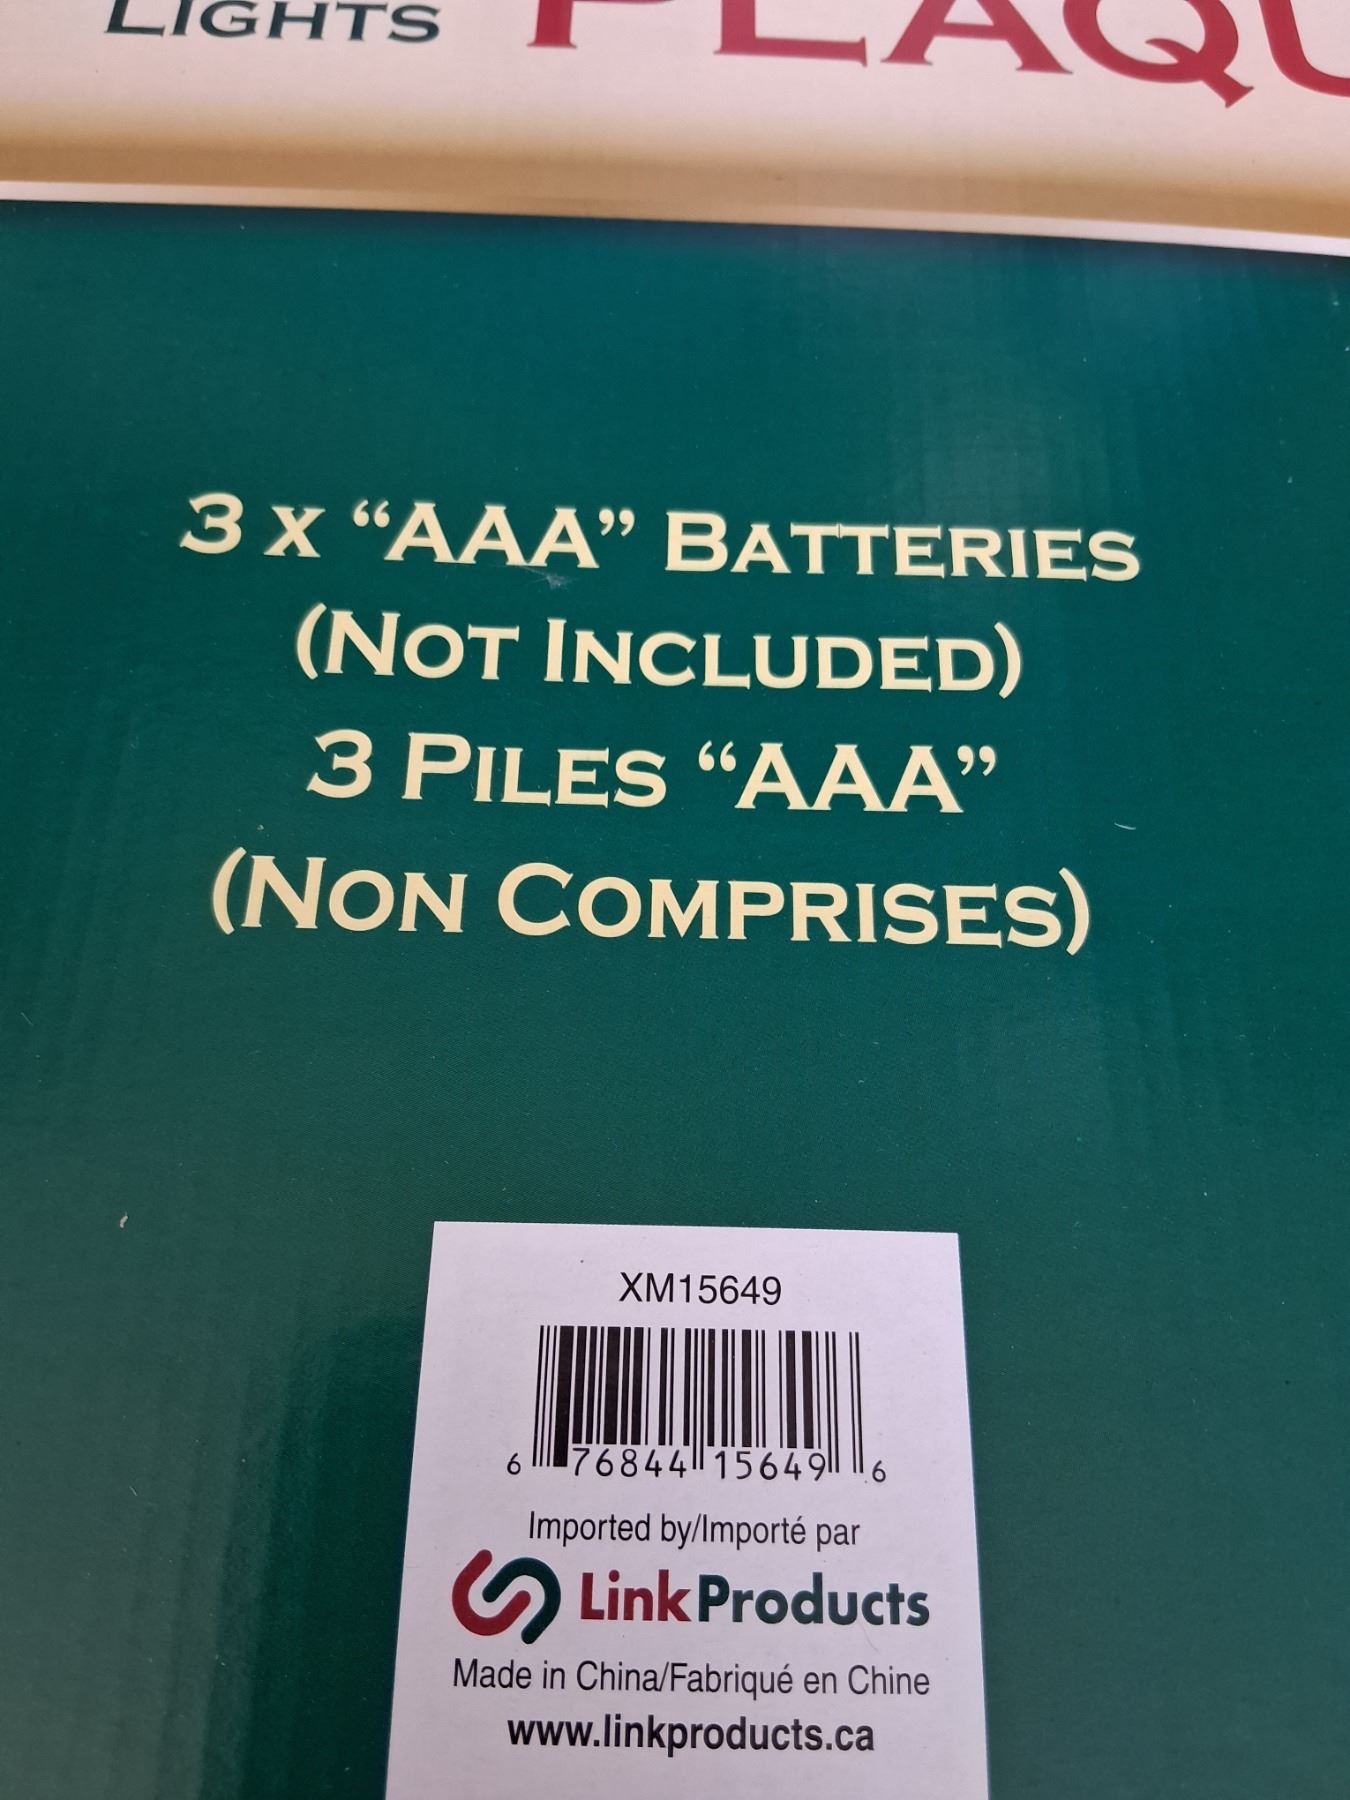 LIGHTS PLAQU
3 X “AAA” BATTERIES
(NOT INCLUDED)
3 PILES “AAA”
(NON COMPRISES)
XM15649
6 76844 15649 6
Imported by/Importé par
LinkProducts
Made in China/Fabriqué en Chine
www.linkproducts.ca